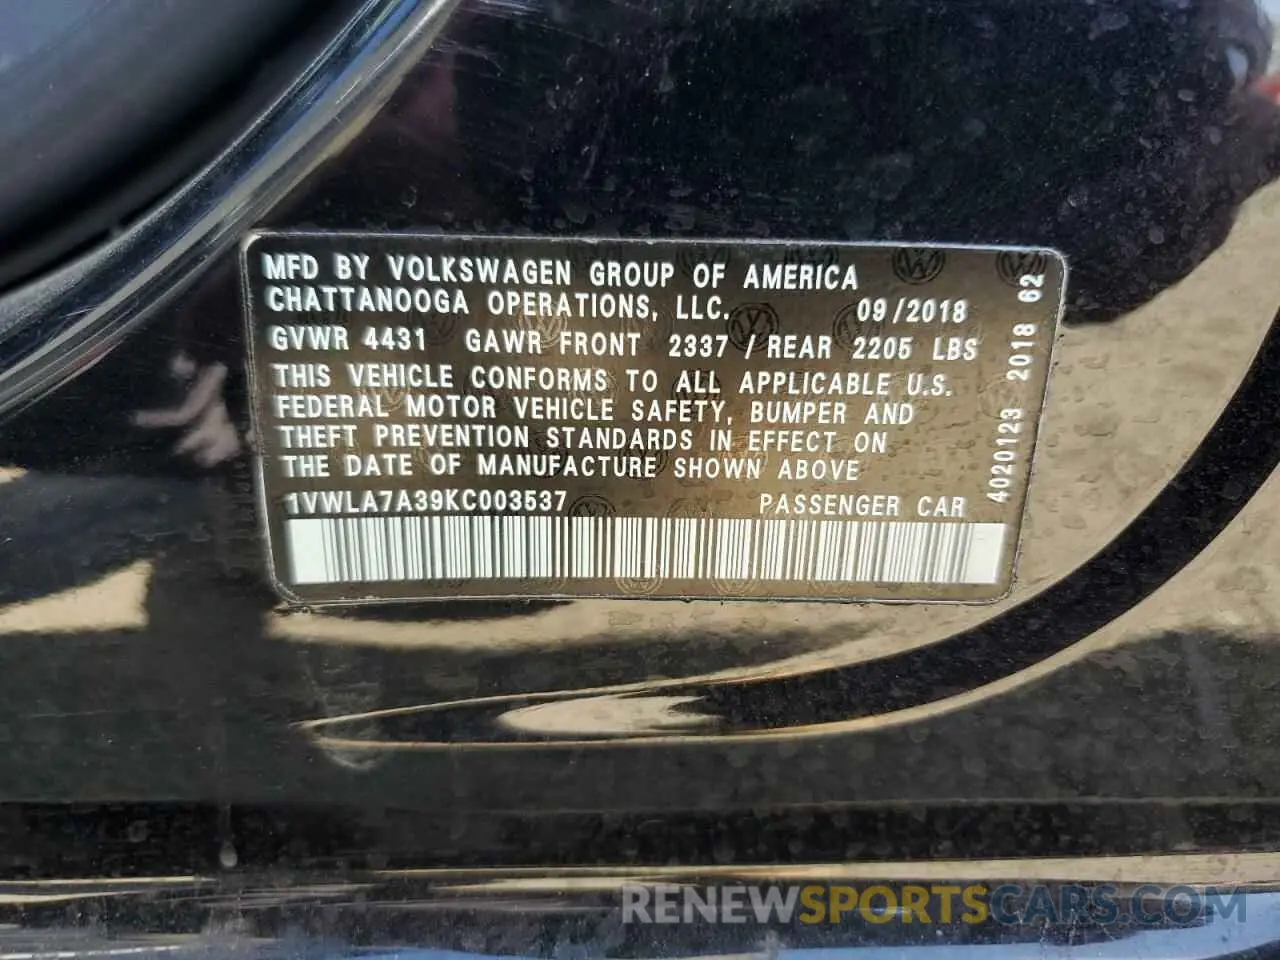 MFD BY VOLKSWAGEN GROUP OF AMERICA
CHATTANOOGA OPERATIONS, LLC. 09/2018
GVWR 4431 GAWR FRONT 2337 / REAR 2205 LBS
THIS VEHICLE CONFORMS TO ALL APPLICABLE U.S.
FEDERAL MOTOR VEHICLE SAFETY, BUMPER AND
THEFT PREVENTION STANDARDS IN EFFECT ON
THE DATE OF MANUFACTURE SHOWN ABOVE
1VWLA7A39KC003537 PASSENGER CAR
4020123 2018 62
RENEWSPORTSCARS.COM